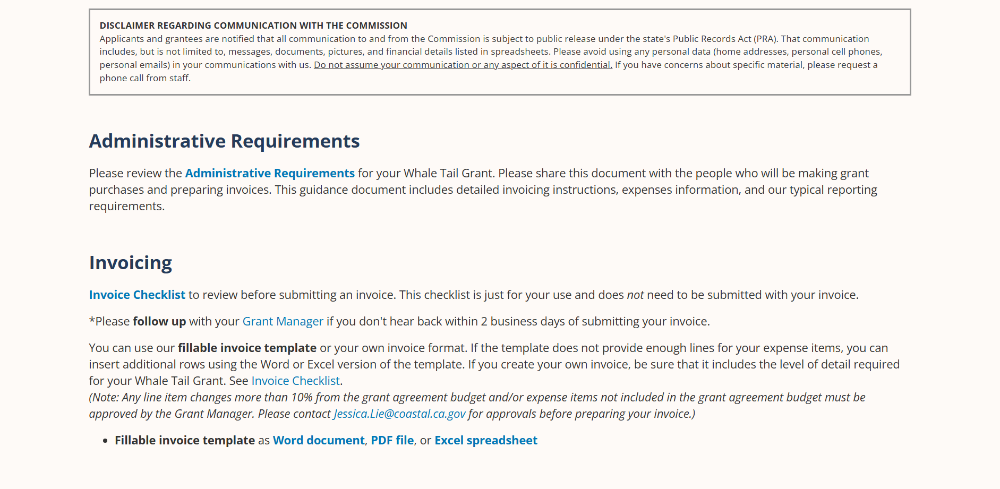 DISCLAIMER REGARDING COMMUNICATION WITH THE COMMISSION
Applicants and grantees are notified that all communication to and from the Commission is subject to public release under the state's Public Records Act (PRA). That communication
includes, but is not limited to, messages, documents, pictures, and financial details listed in spreadsheets. Please avoid using any personal data (home addresses, personal cell phones,
personal emails) in your communications with us. Do not assume your communication or any aspect of it is confidential. If you have concerns about specific material, please request a
phone call from staff.
Administrative Requirements
Please review the Administrative Requirements for your Whale Tail Grant. Please share this document with the people who will be making grant
purchases and preparing invoices. This guidance document includes detailed invoicing instructions, expenses information, and our typical reporting
requirements.
Invoicing
Invoice Checklist to review before submitting an invoice. This checklist is just for your use and does not need to be submitted with your invoice.
*Please follow up with your Grant Manager if you don't hear back within 2 business days of submitting your invoice.
You can use our fillable invoice template or your own invoice format. If the template does not provide enough lines for your expense items, you can
insert additional rows using the Word or Excel version of the template. If you create your own invoice, be sure that it includes the level of detail required
for your Whale Tail Grant. See Invoice Checklist.
(Note: Any line item changes more than 10% from the grant agreement budget and/or expense items not included in the grant agreement budget must be
approved by the Grant Manager. Please contact Jessica.Lie@coastal.ca.gov for approvals before preparing your invoice.)
• Fillable invoice template as Word document, PDF file, or Excel spreadsheet